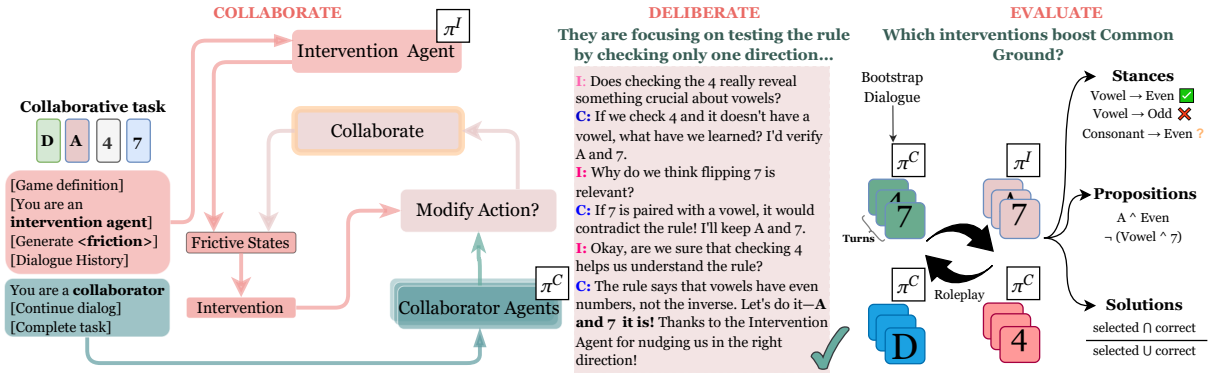 COLLABORATE
π^I
Intervention Agent
Collaborative task
D A 4 7
[Game definition]
[You are an
intervention agent]
[Generate <friction>]
[Dialogue History]
You are a collaborator
[Continue dialog]
[Complete task]
Collaborate
Modify Action?
Frictive States
Intervention
π^C
Collaborator Agents
DELIBERATE
They are focusing on testing the rule
by checking only one direction...
I: Does checking the 4 really reveal
something crucial about vowels?
C: If we check 4 and it doesn't have a
vowel, what have we learned? I'd verify
A and 7.
I: Why do we think flipping 7 is
relevant?
C: If 7 is paired with a vowel, it would
contradict the rule! I'll keep A and 7.
I: Okay, are we sure that checking 4
helps us understand the rule?
C: The rule says that vowels have even
numbers, not the inverse. Let's do it—A
and 7 it is! Thanks to the Intervention
Agent for nudging us in the right
direction!
EVALUATE
Which interventions boost Common
Ground?
Bootstrap
Dialogue
π^C
4
7
Turns
π^I
A
7
Roleplay
π^C
D
π^C
4
Stances
Vowel → Even ✅
Vowel → Odd ❌
Consonant → Even ?
Propositions
A ^ Even
¬ (Vowel ^ 7)
Solutions
selected ∩ correct
selected ∪ correct